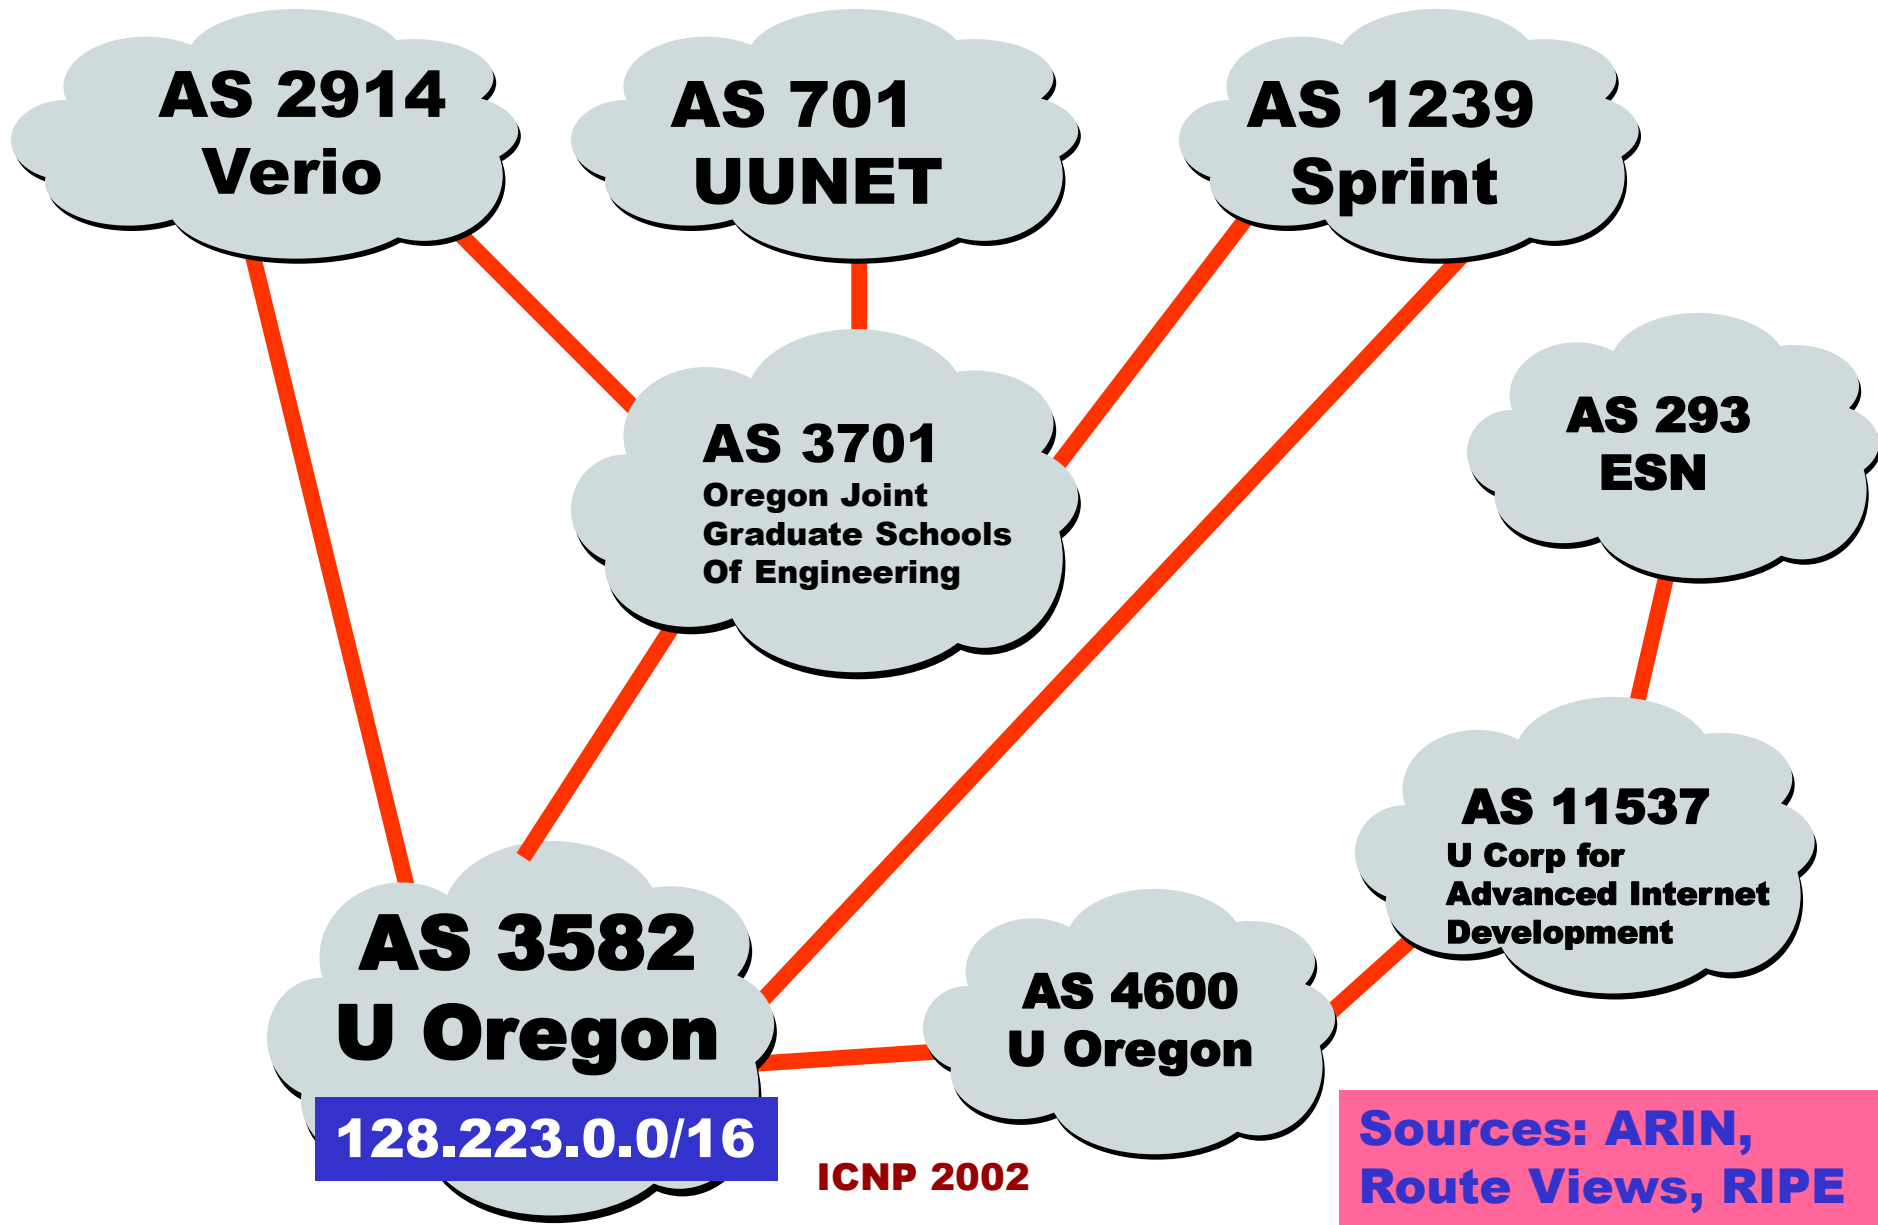 AS 2914
Verio
AS 701
UUNET
AS 1239
Sprint
AS 3701
Oregon Joint
Graduate Schools
Of Engineering
AS 293
ESN
AS 11537
U Corp for
Advanced Internet
Development
AS 3582
U Oregon
128.223.0.0/16
AS 4600
U Oregon
ICNP 2002
Sources: ARIN,
Route Views, RIPE